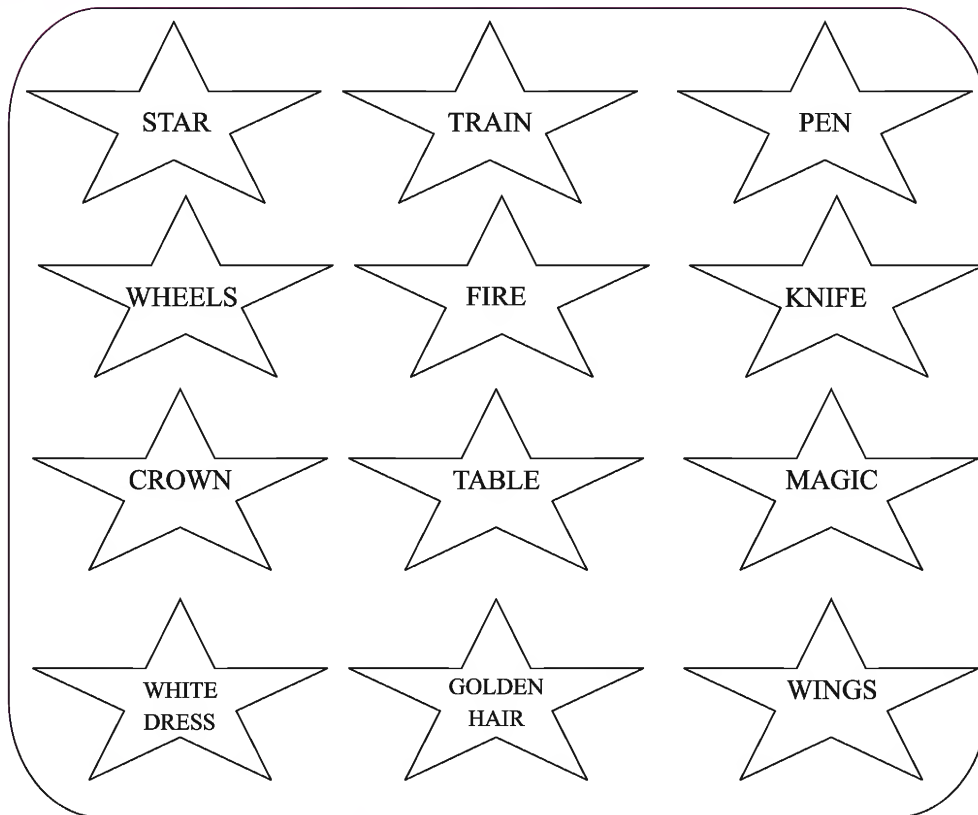 STAR
TRAIN
PEN
WHEELS
FIRE
KNIFE
CROWN
TABLE
MAGIC
WHITE
DRESS
GOLDEN
HAIR
WINGS